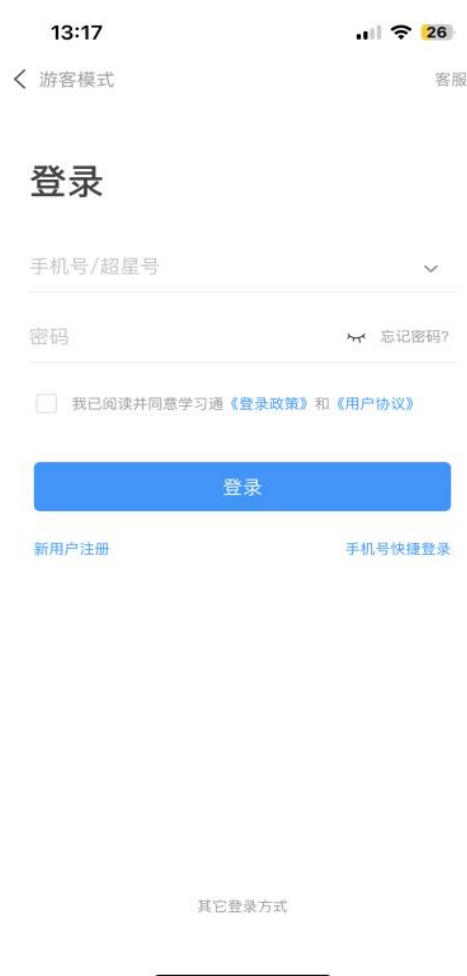 13:17 26
游客模式 客服
登录
手机号/超星号
密码 忘记密码?
我已阅读并同意学习通《登录政策》和《用户协议》
登录
新用户注册 手机号快捷登录
其它登录方式